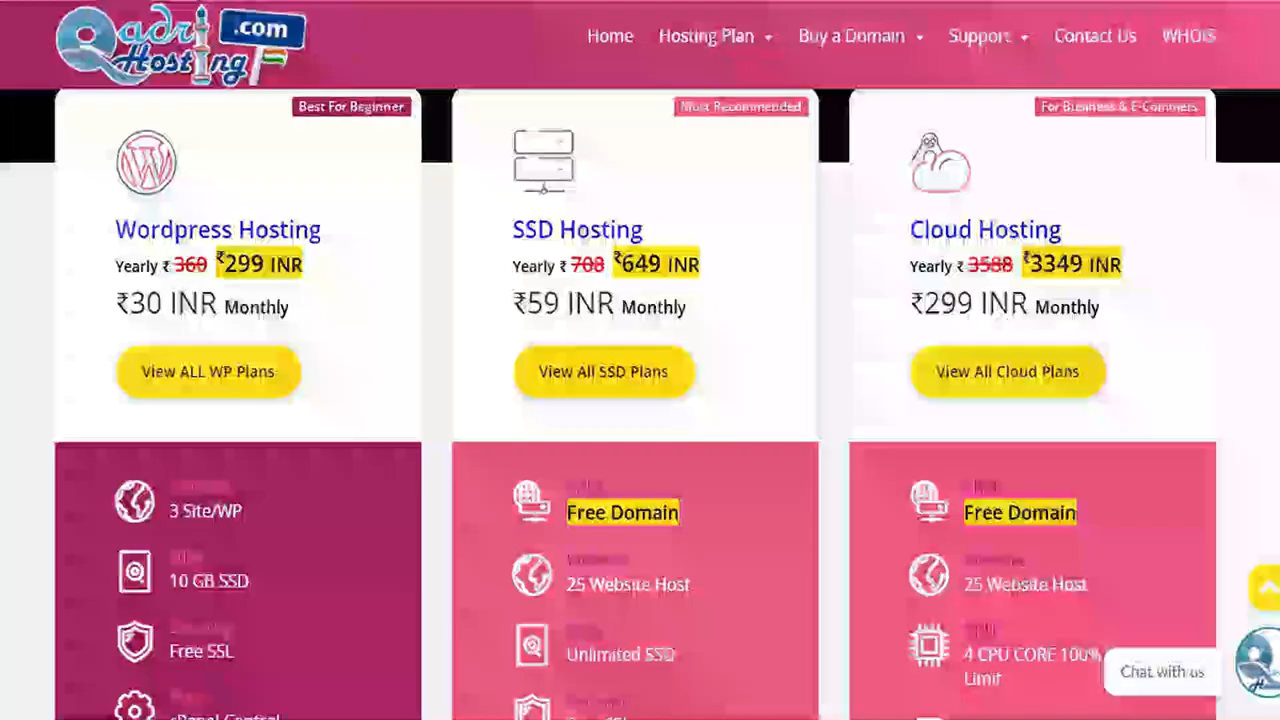 Qadri .com
Hosting
Home Hosting Plan Buy a Domain Support Contact Us WHOIS
Best For Beginner
Wordpress Hosting
Yearly ₹ 360 ₹299 INR
₹30 INR Monthly
View ALL WP Plans
3 Site/WP
10 GB SSD
Free SSL
cPanel Control
Most Recommended
SSD Hosting
Yearly ₹ 708 ₹649 INR
₹59 INR Monthly
View All SSD Plans
Free Domain
25 Website Host
Unlimited SSD
For Business & E-Commers
Cloud Hosting
Yearly ₹ 3588 ₹3349 INR
₹299 INR Monthly
View All Cloud Plans
Free Domain
25 Website Host
4 CPU CORE 100%
Limit
Chat with us